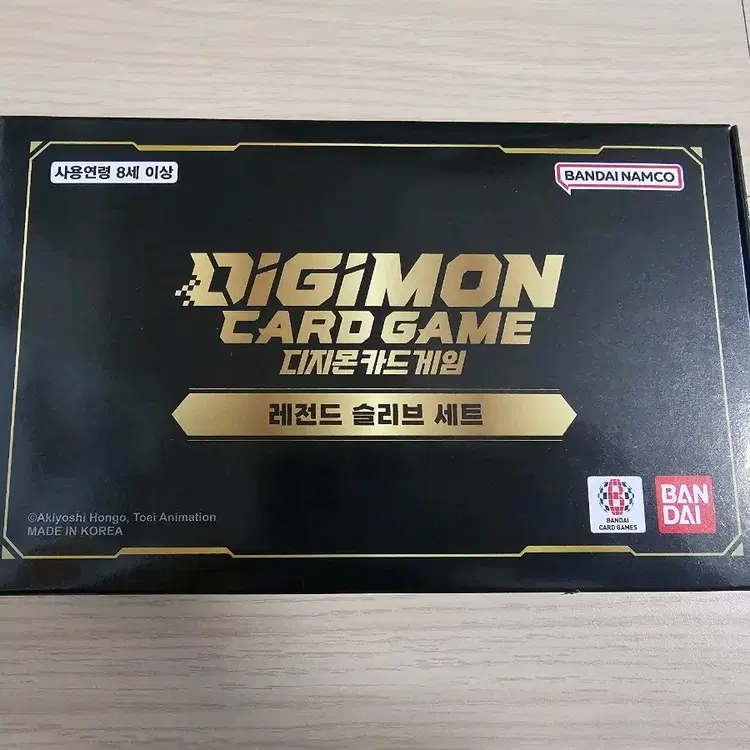 사용연령 8세 이상
BANDAI NAMCO
DIGIMON
CARD GAME
디지몬카드게임
레전드 슬리브 세트
©Akiyoshi Hongo, Toei Animation
MADE IN KOREA
BANDAI
CARD GAMES
BAN
DAI